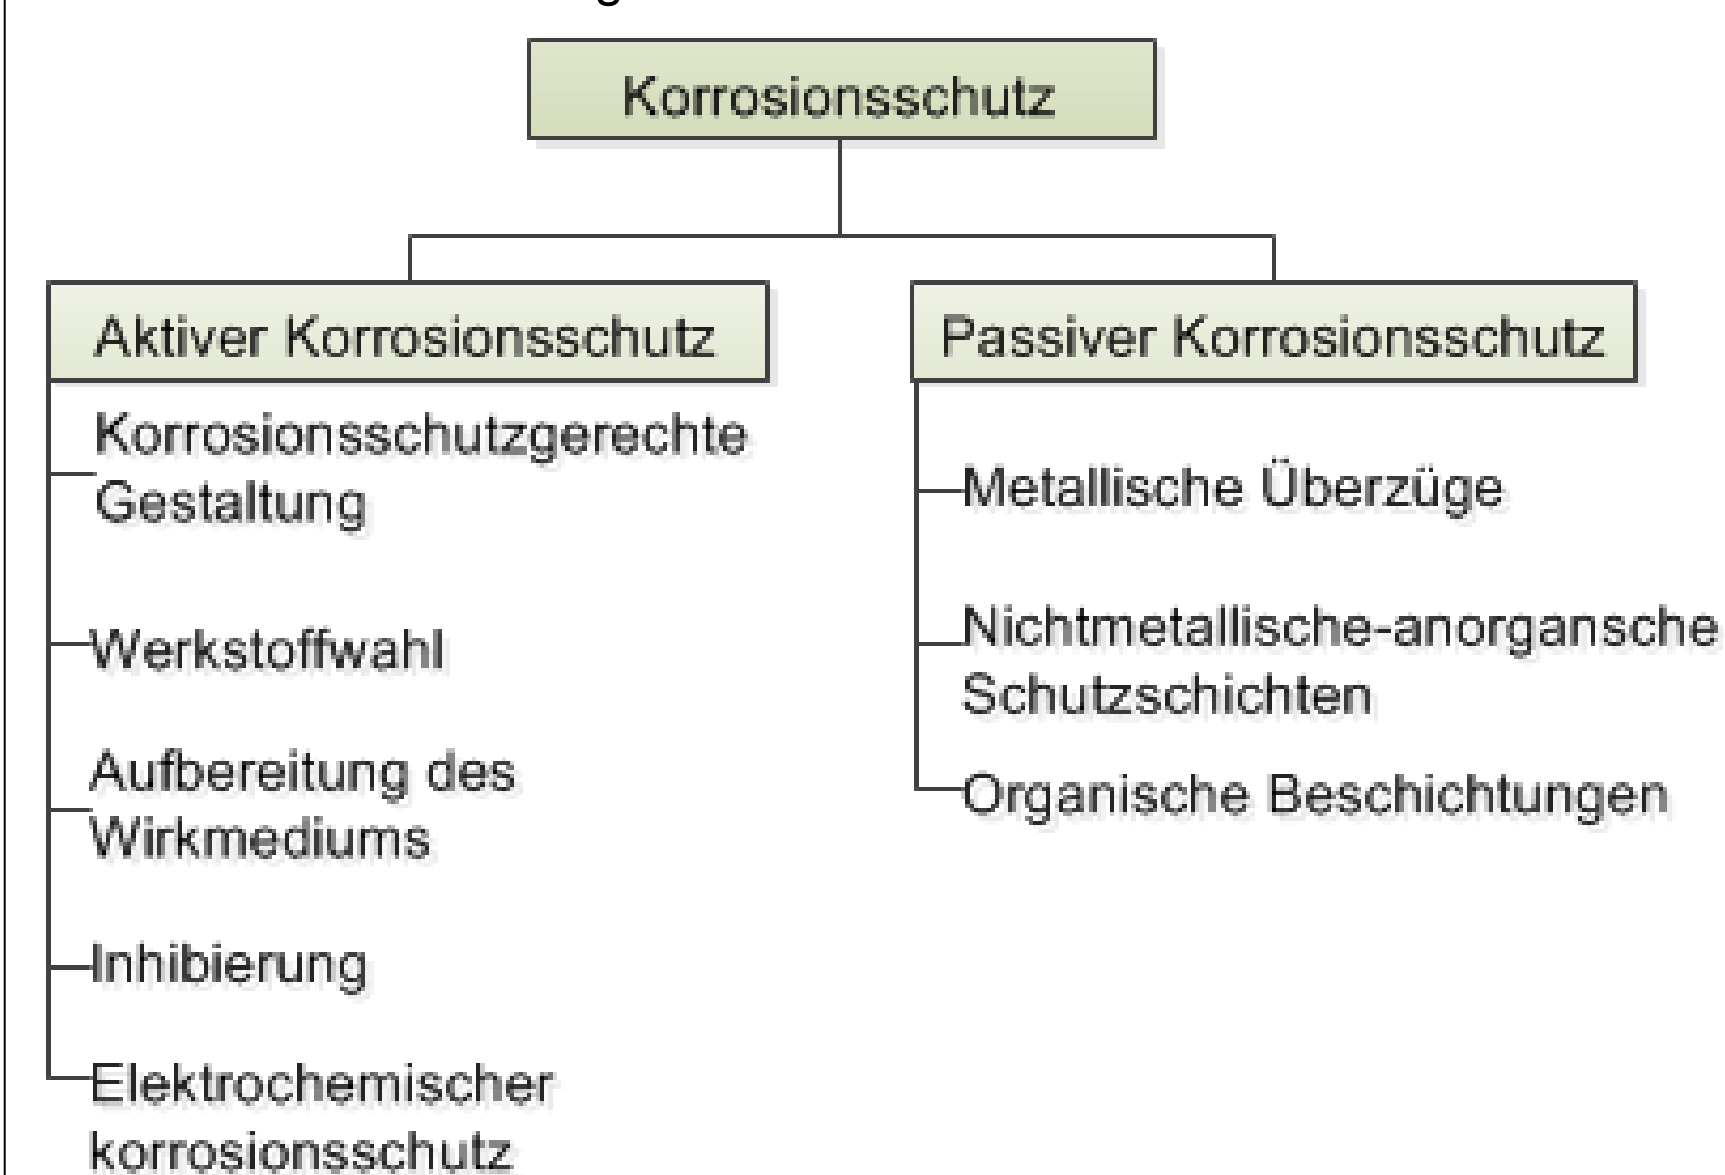 Korrosionsschutz
Aktiver Korrosionsschutz
Korrosionsschutzgerechte
Gestaltung
Werkstoffwahl
Aufbereitung des
Wirkmediums
Inhibierung
Elektrochemischer
korrosionsschutz
Passiver Korrosionsschutz
Metallische Überzüge
Nichtmetallische-anorgansche
Schutzschichten
Organische Beschichtungen